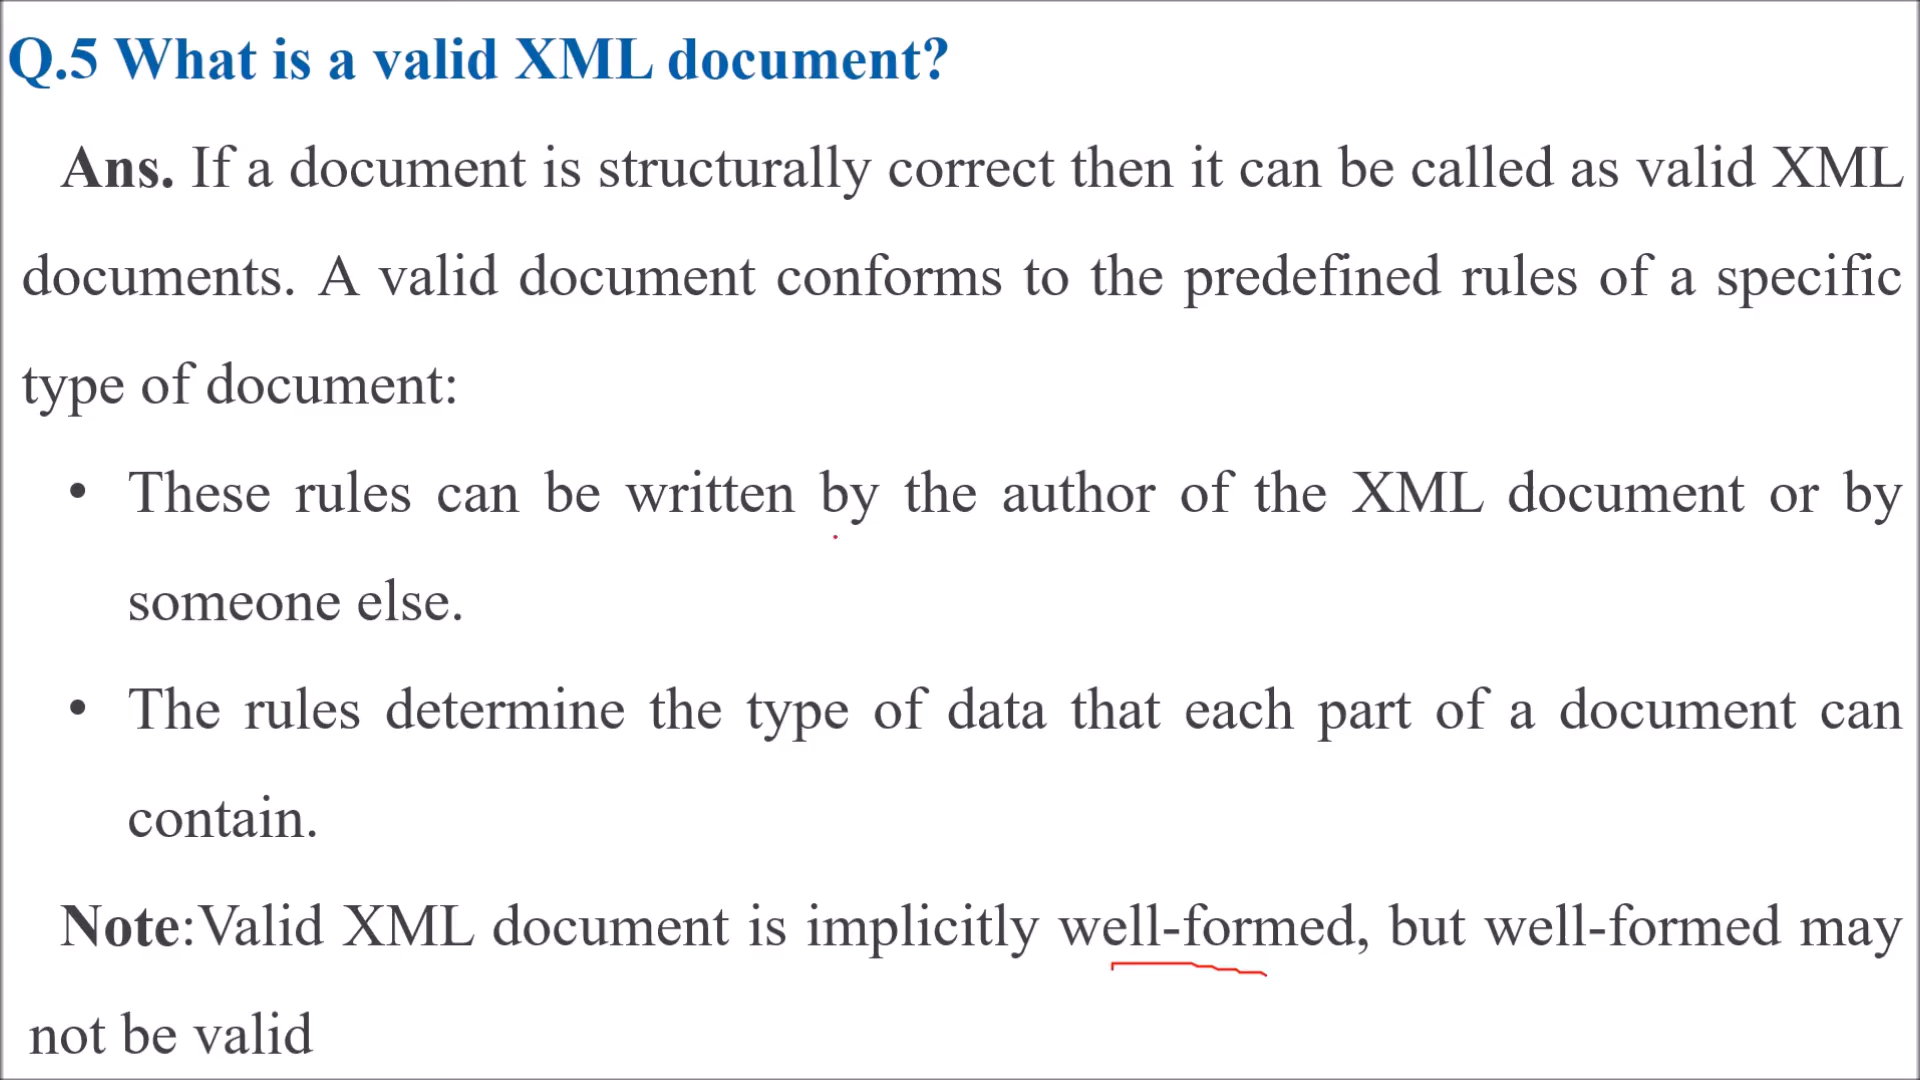 Q.5 What is a valid XML document?
Ans. If a document is structurally correct then it can be called as valid XML
documents. A valid document conforms to the predefined rules of a specific
type of document:
• These rules can be written by the author of the XML document or by
someone else.
• The rules determine the type of data that each part of a document can
contain.
Note:Valid XML document is implicitly well-formed, but well-formed may
not be valid